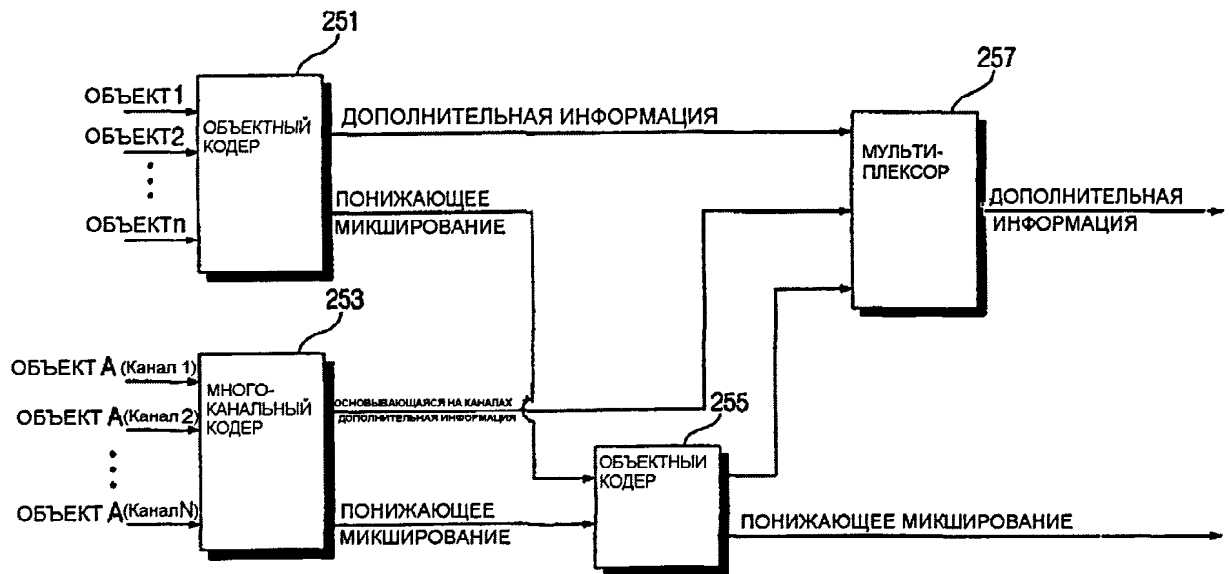 251
257
ОБЪЕКТ 1
ОБЪЕКТ2
ОБЪЕКТn
ОБЪЕКТНЫЙ
КОДЕР
ДОПОЛНИТЕЛЬНАЯ ИНФОРМАЦИЯ
ПОНИЖАЮЩЕЕ
МИКШИРОВАНИЕ
МУЛЬТИ-
ПЛЕКСОР
ДОПОЛНИТЕЛЬНАЯ
ИНФОРМАЦИЯ
253
ОБЪЕКТ A (Канал 1)
ОБЪЕКТ A (Канал 2)
ОБЪЕКТ A (Канал N)
МНОГО-
КАНАЛЬНЫЙ
КОДЕР
ОСНОВЫВАЮЩАЯСЯ НА КАНАЛАХ
ДОПОЛНИТЕЛЬНАЯ ИНФОРМАЦИЯ
ПОНИЖАЮЩЕЕ
МИКШИРОВАНИЕ
255
ОБЪЕКТНЫЙ
КОДЕР
ПОНИЖАЮЩЕЕ МИКШИРОВАНИЕ